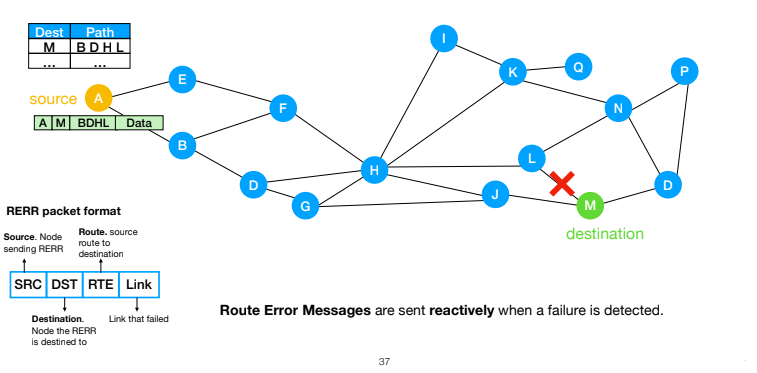 Dest Path
M B D H L
... ...
source
A
E
B
F
D
G
H
I
K
Q
N
P
L
J
M
D
destination
A M BDHL Data
RERR packet format
Source. Node
sending RERR
Route. source
route to
destination
SRC DST RTE Link
Destination.
Node the RERR
is destined to
Link that failed
Route Error Messages are sent reactively when a failure is detected.
37